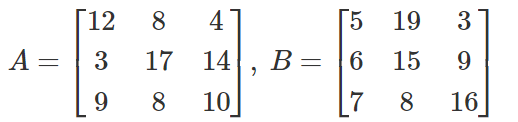 A = [12 8 4; 3 17 14; 9 8 10], B = [5 19 3; 6 15 9; 7 8 16]